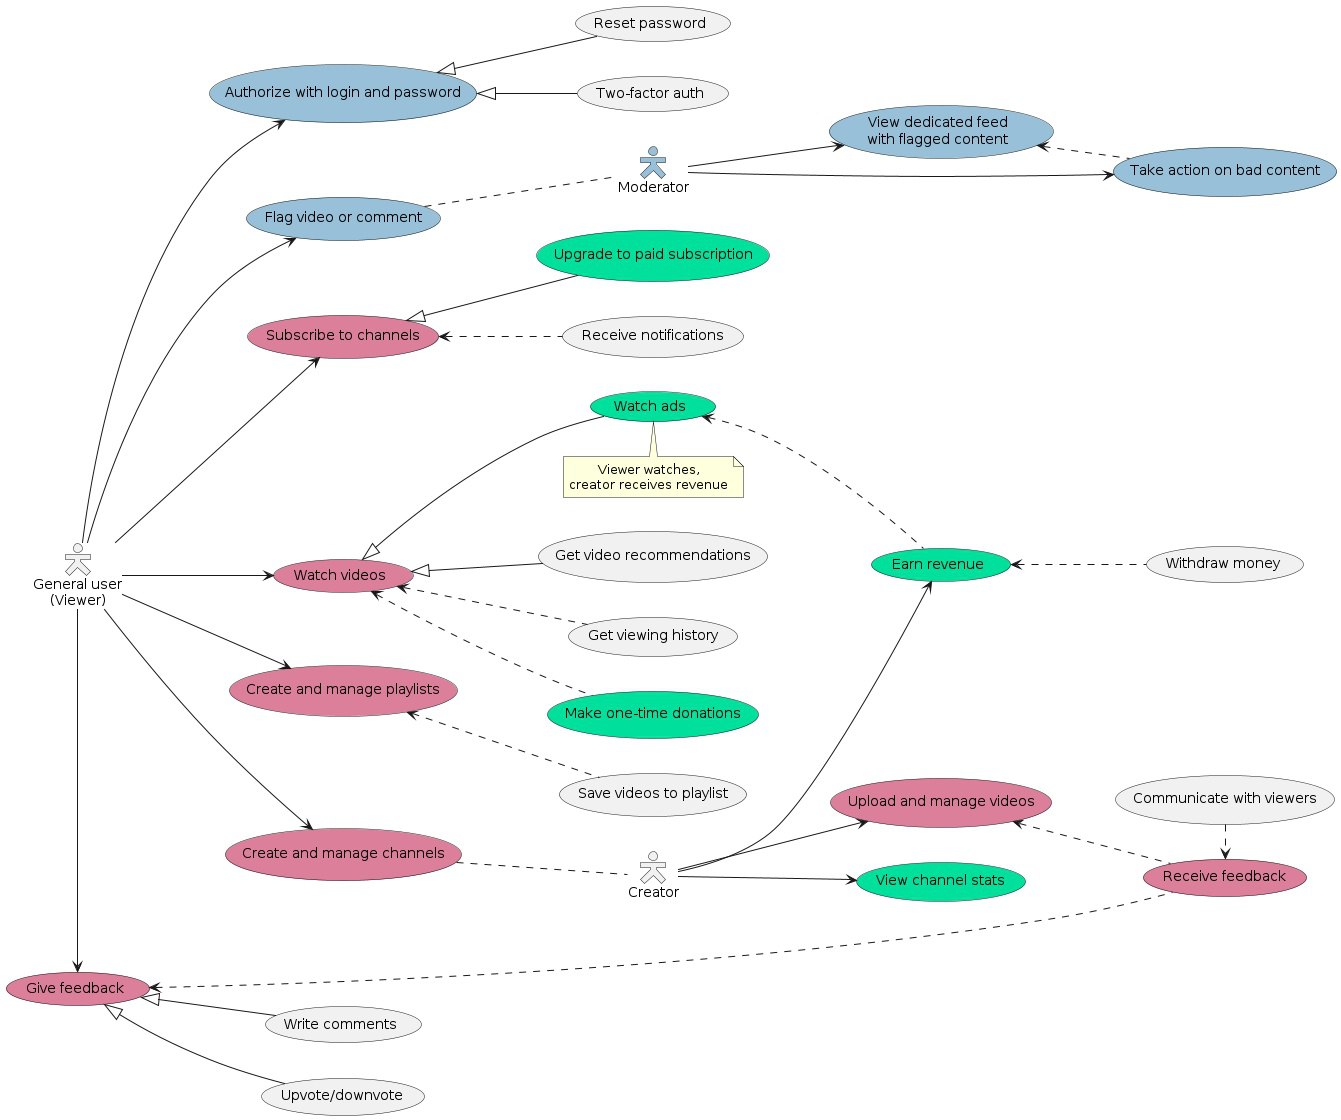 Reset password
Authorize with login and password
Two-factor auth
View dedicated feed
with flagged content
Take action on bad content
Moderator
Flag video or comment
Upgrade to paid subscription
Subscribe to channels
Receive notifications
Watch ads
Viewer watches,
creator receives revenue
Get video recommendations
Earn revenue
Withdraw money
General user
(Viewer)
Watch videos
Get viewing history
Create and manage playlists
Make one-time donations
Save videos to playlist
Upload and manage videos
Communicate with viewers
Create and manage channels
Creator
View channel stats
Receive feedback
Give feedback
Write comments
Upvote/downvote